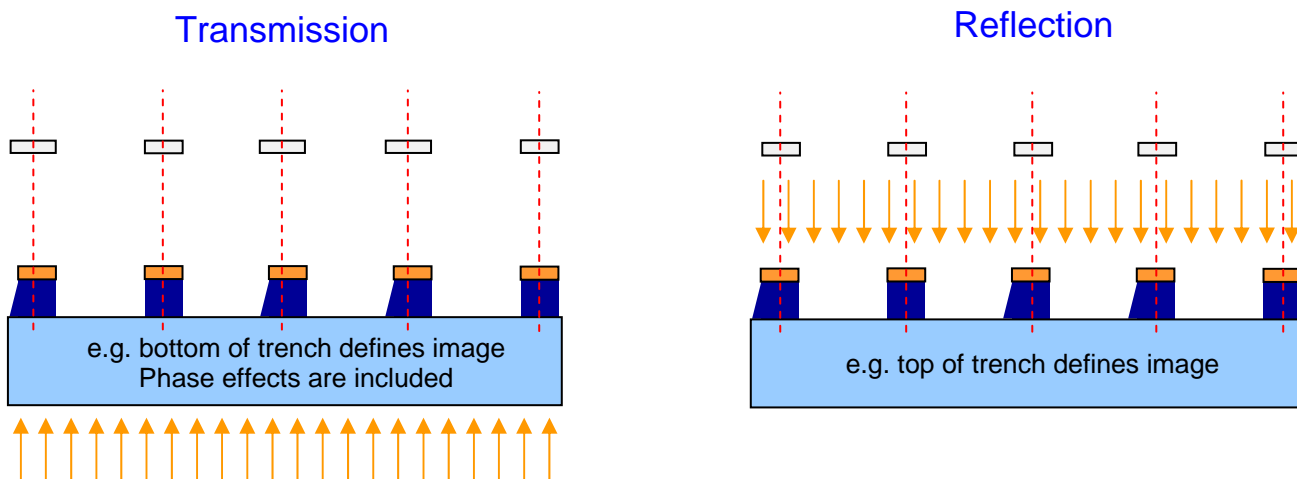 Transmission
Reflection
e.g. bottom of trench defines image
Phase effects are included
e.g. top of trench defines image